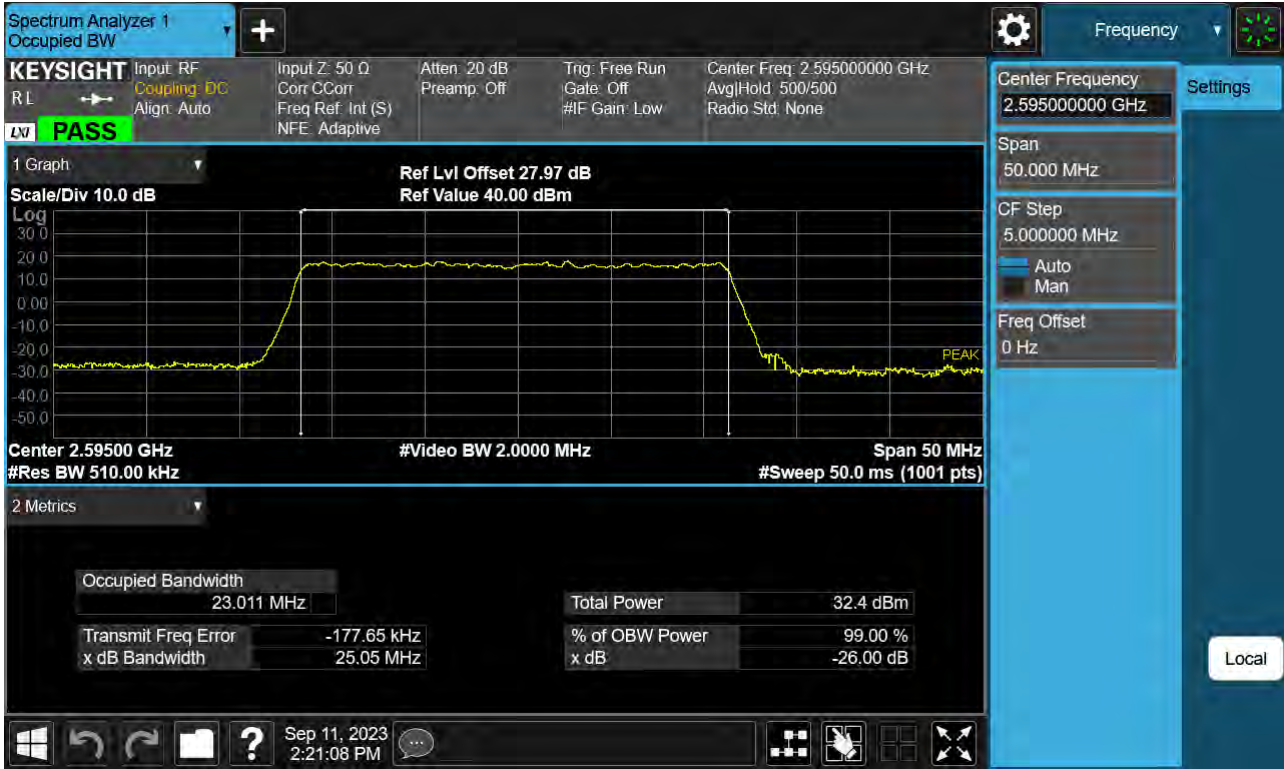 Spectrum Analyzer 1
Occupied BW
Frequency
KEYSIGHT
R L
LXI
PASS
Input: RF
Coupling: DC
Align: Auto
Input Z: 50 Ω
Corr CCorr
Freq Ref: Int (S)
NFE: Adaptive
Atten: 20 dB
Preamp: Off
Trig: Free Run
Gate: Off
#IF Gain: Low
Center Freq: 2.595000000 GHz
Avg|Hold: 500/500
Radio Std: None
Center Frequency
2.595000000 GHz
Settings
Span
50.000 MHz
CF Step
5.000000 MHz
Auto
Man
Freq Offset
0 Hz
Local
1 Graph
Scale/Div 10.0 dB
Ref Lvl Offset 27.97 dB
Ref Value 40.00 dBm
Log
30.0
20.0
10.0
0.00
-10.0
-20.0
-30.0
-40.0
-50.0
PEAK
Center 2.59500 GHz
#Video BW 2.0000 MHz
Span 50 MHz
#Res BW 510.00 kHz
#Sweep 50.0 ms (1001 pts)
2 Metrics
Occupied Bandwidth
23.011 MHz
Total Power 32.4 dBm
Transmit Freq Error -177.65 kHz
% of OBW Power 99.00 %
x dB Bandwidth 25.05 MHz
x dB -26.00 dB
?
Sep 11, 2023
2:21:08 PM